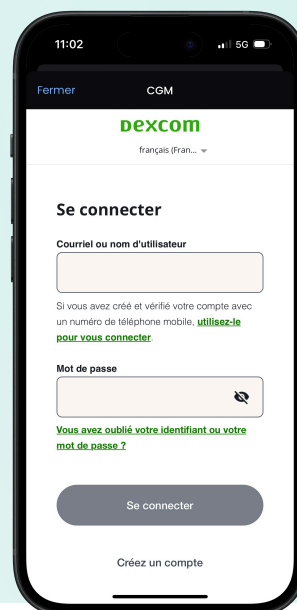 11:02
5G
Fermer
CGM
Dexcom
français (Fran...
Se connecter
Courriel ou nom d'utilisateur
Si vous avez créé et vérifié votre compte avec
un numéro de téléphone mobile, utilisez-le
pour vous connecter.
Mot de passe
Vous avez oublié votre identifiant ou votre
mot de passe ?
Se connecter
Créez un compte